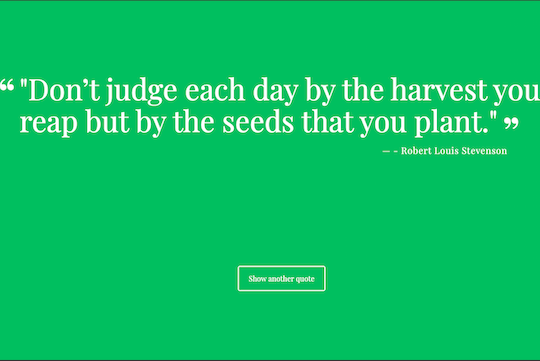 “ "Don’t judge each day by the harvest you
reap but by the seeds that you plant." ”
— - Robert Louis Stevenson
Show another quote